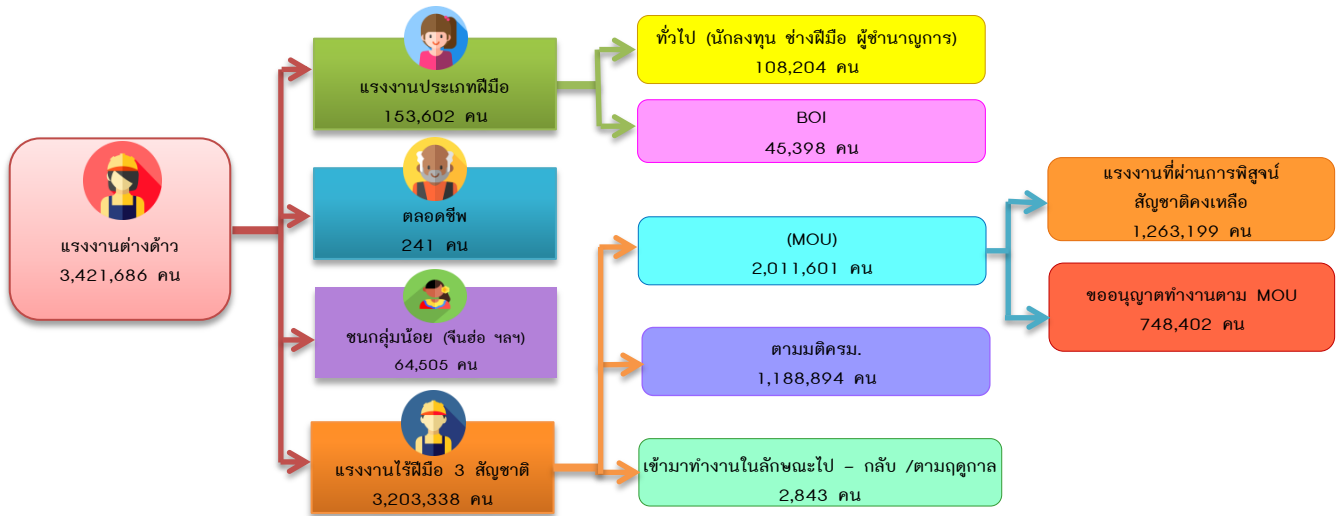 แรงงานต่างด้าว
3,421,686 คน
แรงงานประเภทฝีมือ
153,602 คน
ตลอดชีพ
241 คน
ชนกลุ่มน้อย (จีนฮ่อ ฯลฯ)
64,505 คน
แรงงานไร้ฝีมือ 3 สัญชาติ
3,203,338 คน
ทั่วไป (นักลงทุน ช่างฝีมือ ผู้ชำนาญการ)
108,204 คน
BOI
45,398 คน
(MOU)
2,011,601 คน
ตามมติครม.
1,188,894 คน
เข้ามาทำงานในลักษณะไป - กลับ /ตามฤดูกาล
2,843 คน
แรงงานที่ผ่านการพิสูจน์
สัญชาติคงเหลือ
1,263,199 คน
ขออนุญาตทำงานตาม MOU
748,402 คน